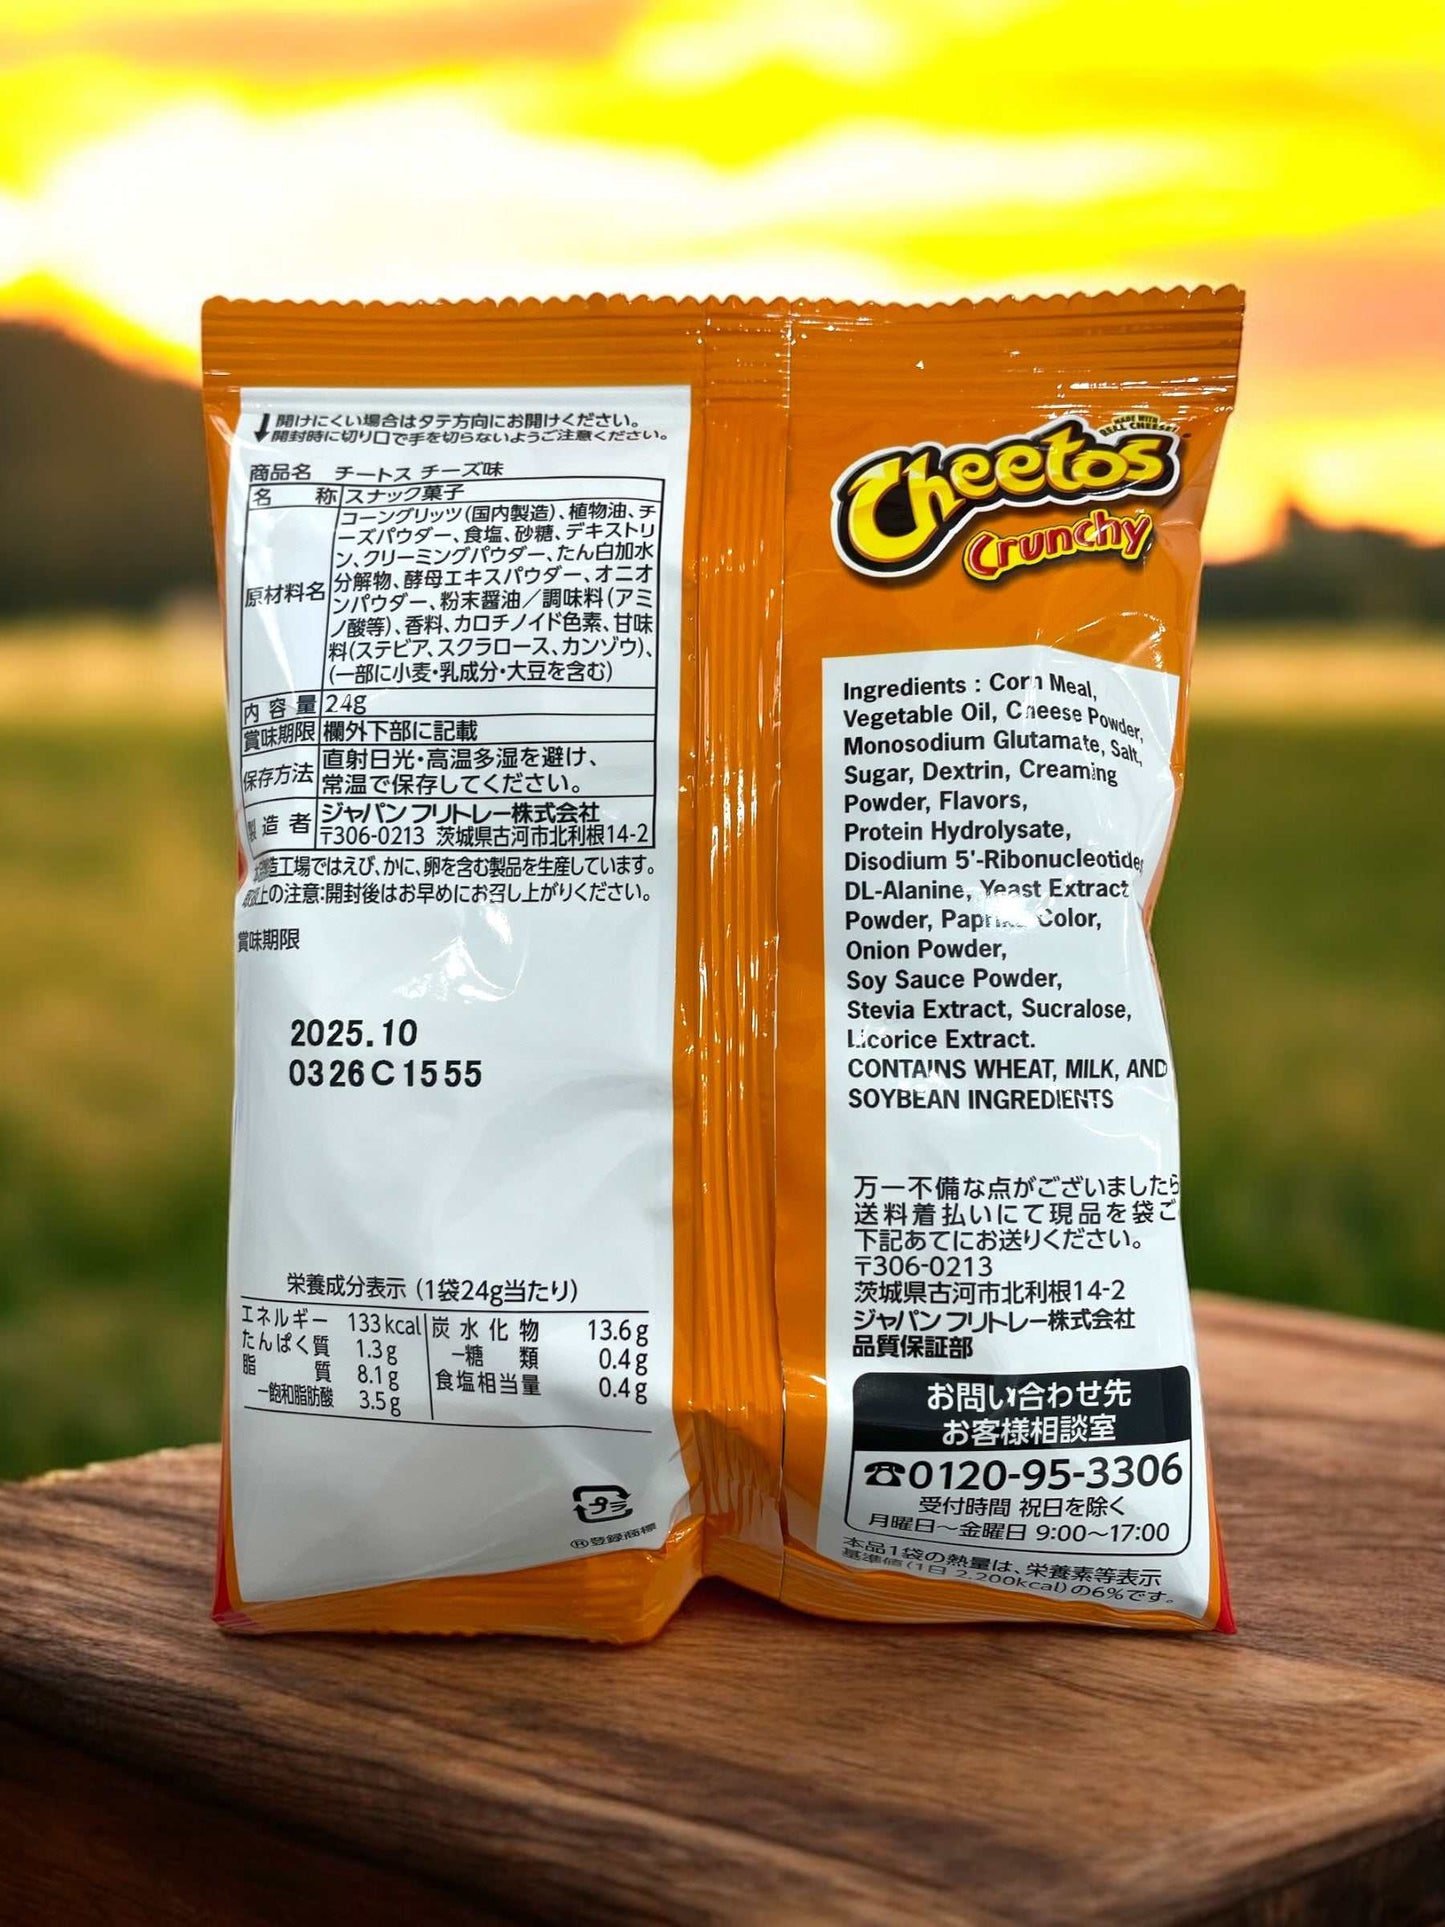 開けにくい場合はタテ方向にお開けください。
開封時に切り口で手を切らないようご注意ください。
商品名 チートス チーズ味
名称 スナック菓子
原材料名
コーングリッツ(国内製造)、植物油、チ
ーズパウダー、食塩、砂糖、デキストリ
ン、クリーミングパウダー、たん白加水
分解物、酵母エキスパウダー、オニオ
ンパウダー、粉末醤油／調味料(アミ
ノ酸等)、香料、カロチノイド色素、甘味
料(ステビア、スクラロース、カンゾウ)、
(一部に小麦・乳成分・大豆を含む)
内容量 24g
賞味期限 欄外下部に記載
保存方法
直射日光・高温多湿を避け、
常温で保存してください。
製造者
ジャパン フリトレー株式会社
〒306-0213 茨城県古河市北利根14-2
造工場ではえび、かに、卵を含む製品を生産しています。
上の注意:開封後はお早めにお召し上がりください。
賞味期限
2025.10
0326C1555
栄養成分表示 (1袋24g当たり)
エネルギー 133kcal 炭水化物 13.6g
たんぱく質 1.3g −糖類 0.4g
脂質 8.1g 食塩相当量 0.4g
−飽和脂肪酸 3.5g
プラ
Ⓗ登録商標
MADE WITH
REAL CHEESE
Cheetos
Crunchy
Ingredients : Corn Meal,
Vegetable Oil, Cheese Powder,
Monosodium Glutamate, Salt,
Sugar, Dextrin, Creaming
Powder, Flavors,
Protein Hydrolysate,
Disodium 5'-Ribonucleotide,
DL-Alanine, Yeast Extract
Powder, Paprika Color,
Onion Powder,
Soy Sauce Powder,
Stevia Extract, Sucralose,
Licorice Extract.
CONTAINS WHEAT, MILK, AND
SOYBEAN INGREDIENTS
万一不備な点がございましたら
送料着払いにて現品を袋ご
下記あてにお送りください。
〒306-0213
茨城県古河市北利根14-2
ジャパン フリトレー株式会社
品質保証部
お問い合わせ先
お客様相談室
☎0120-95-3306
受付時間 祝日を除く
月曜日～金曜日 9:00～17:00
本品1袋の熱量は、栄養素等表示
基準値(1日 2,200kcal)の6%です。